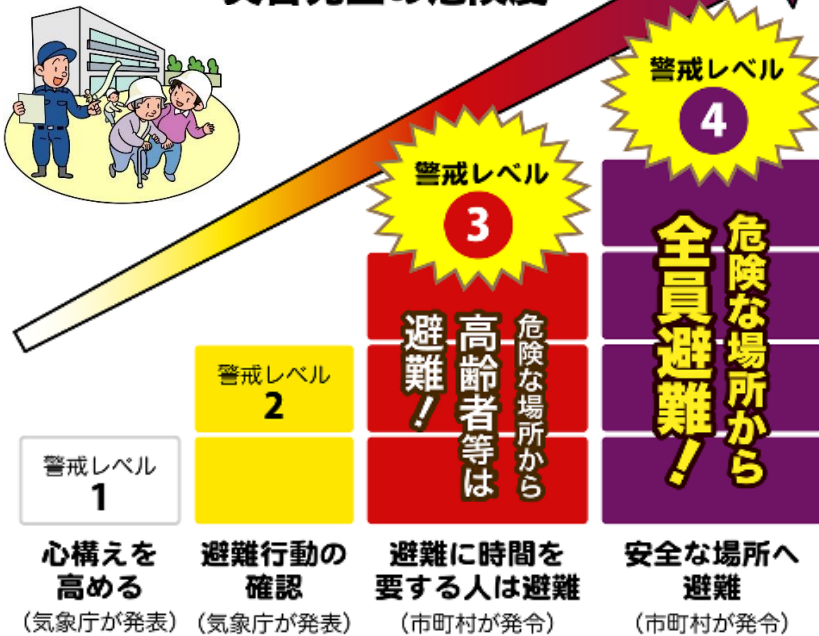 警戒レベル
4
危険な場所から
全員避難!
警戒レベル
3
危険な場所から
高齢者等は
避難!
警戒レベル
2
警戒レベル
1
心構えを
高める
(気象庁が発表)
避難行動の
確認
(気象庁が発表)
避難に時間を
要する人は避難
(市町村が発令)
安全な場所へ
避難
(市町村が発令)